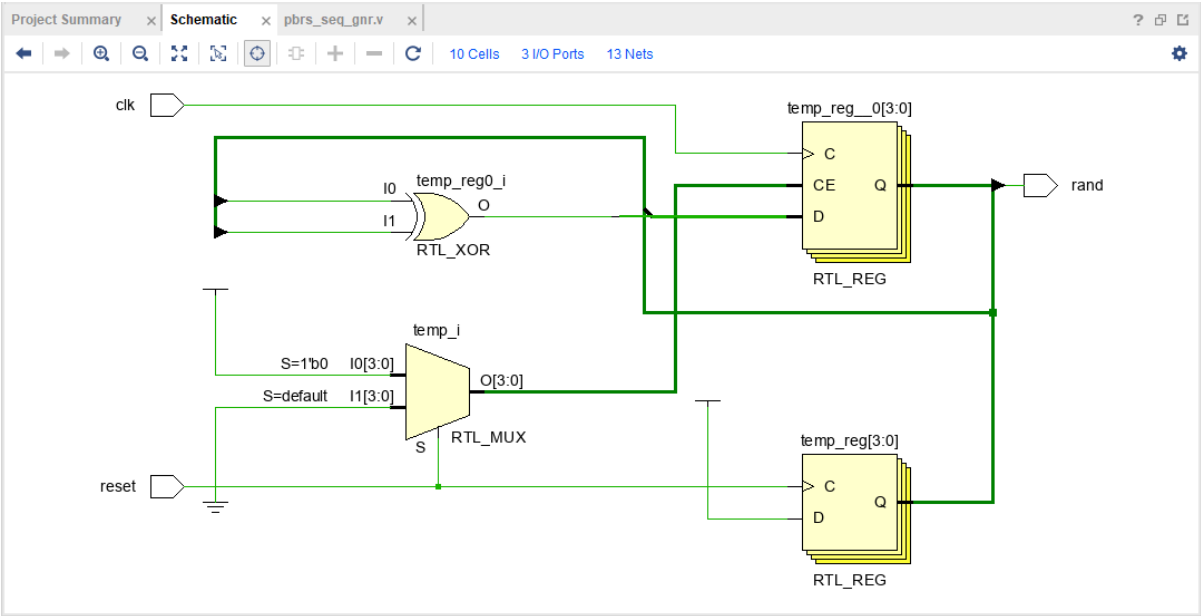 Project Summary × Schematic × pbrs_seq_gnr.v ×
?
10 Cells 3 I/O Ports 13 Nets
clk
temp_reg__0[3:0]
C
CE
Q
D
RTL_REG
rand
temp_reg0_i
I0
I1
O
RTL_XOR
temp_i
S=1'b0 I0[3:0]
S=default I1[3:0]
O[3:0]
S
RTL_MUX
reset
temp_reg[3:0]
C
Q
D
RTL_REG